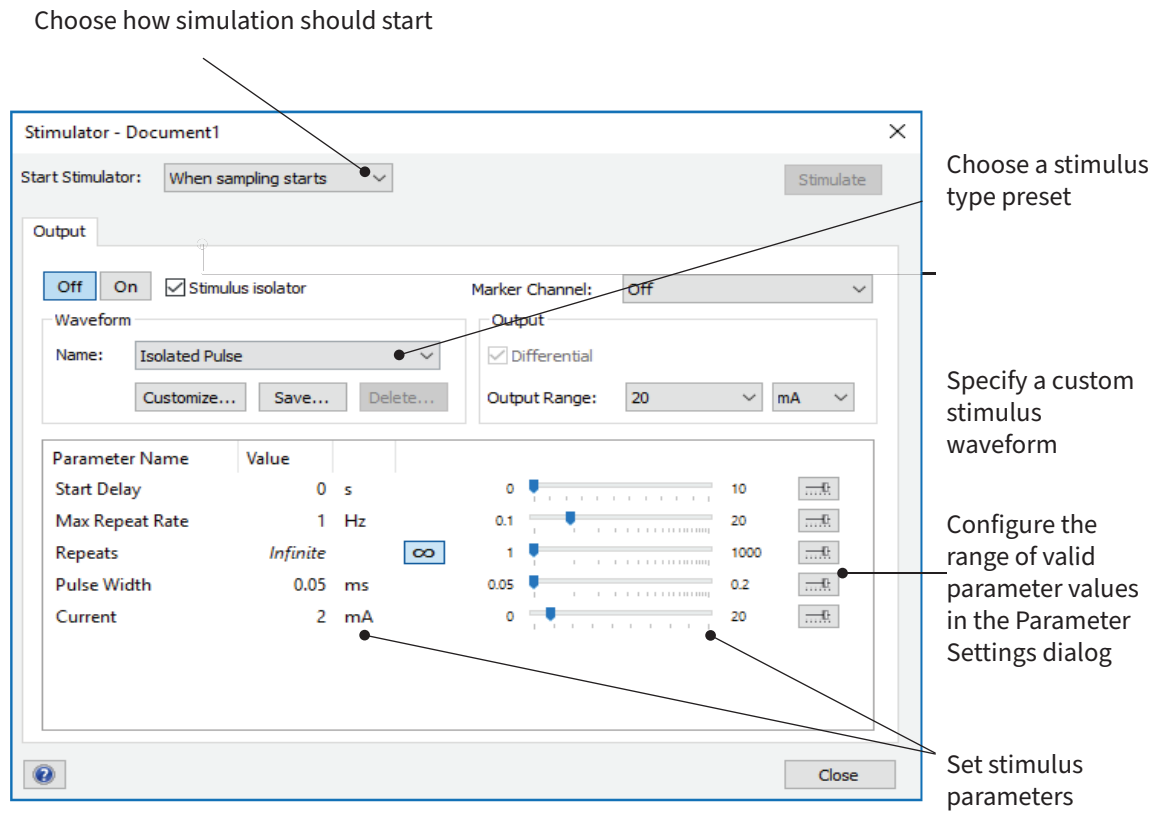 Choose how simulation should start
Stimulator - Document1
Start Stimulator: When sampling starts Stimulate
Choose a stimulus
type preset
Output
Off On Stimulus isolator Marker Channel: Off
Waveform Output
Name: Isolated Pulse Differential
Customize... Save... Delete... Output Range: 20 mA
Specify a custom
stimulus
waveform
Parameter Name Value
Start Delay 0 s 0 10
Max Repeat Rate 1 Hz 0.1 20
Repeats Infinite ∞ 1 1000
Pulse Width 0.05 ms 0.05 0.2
Current 2 mA 0 20
Configure the
range of valid
parameter values
in the Parameter
Settings dialog
Set stimulus
parameters
? Close